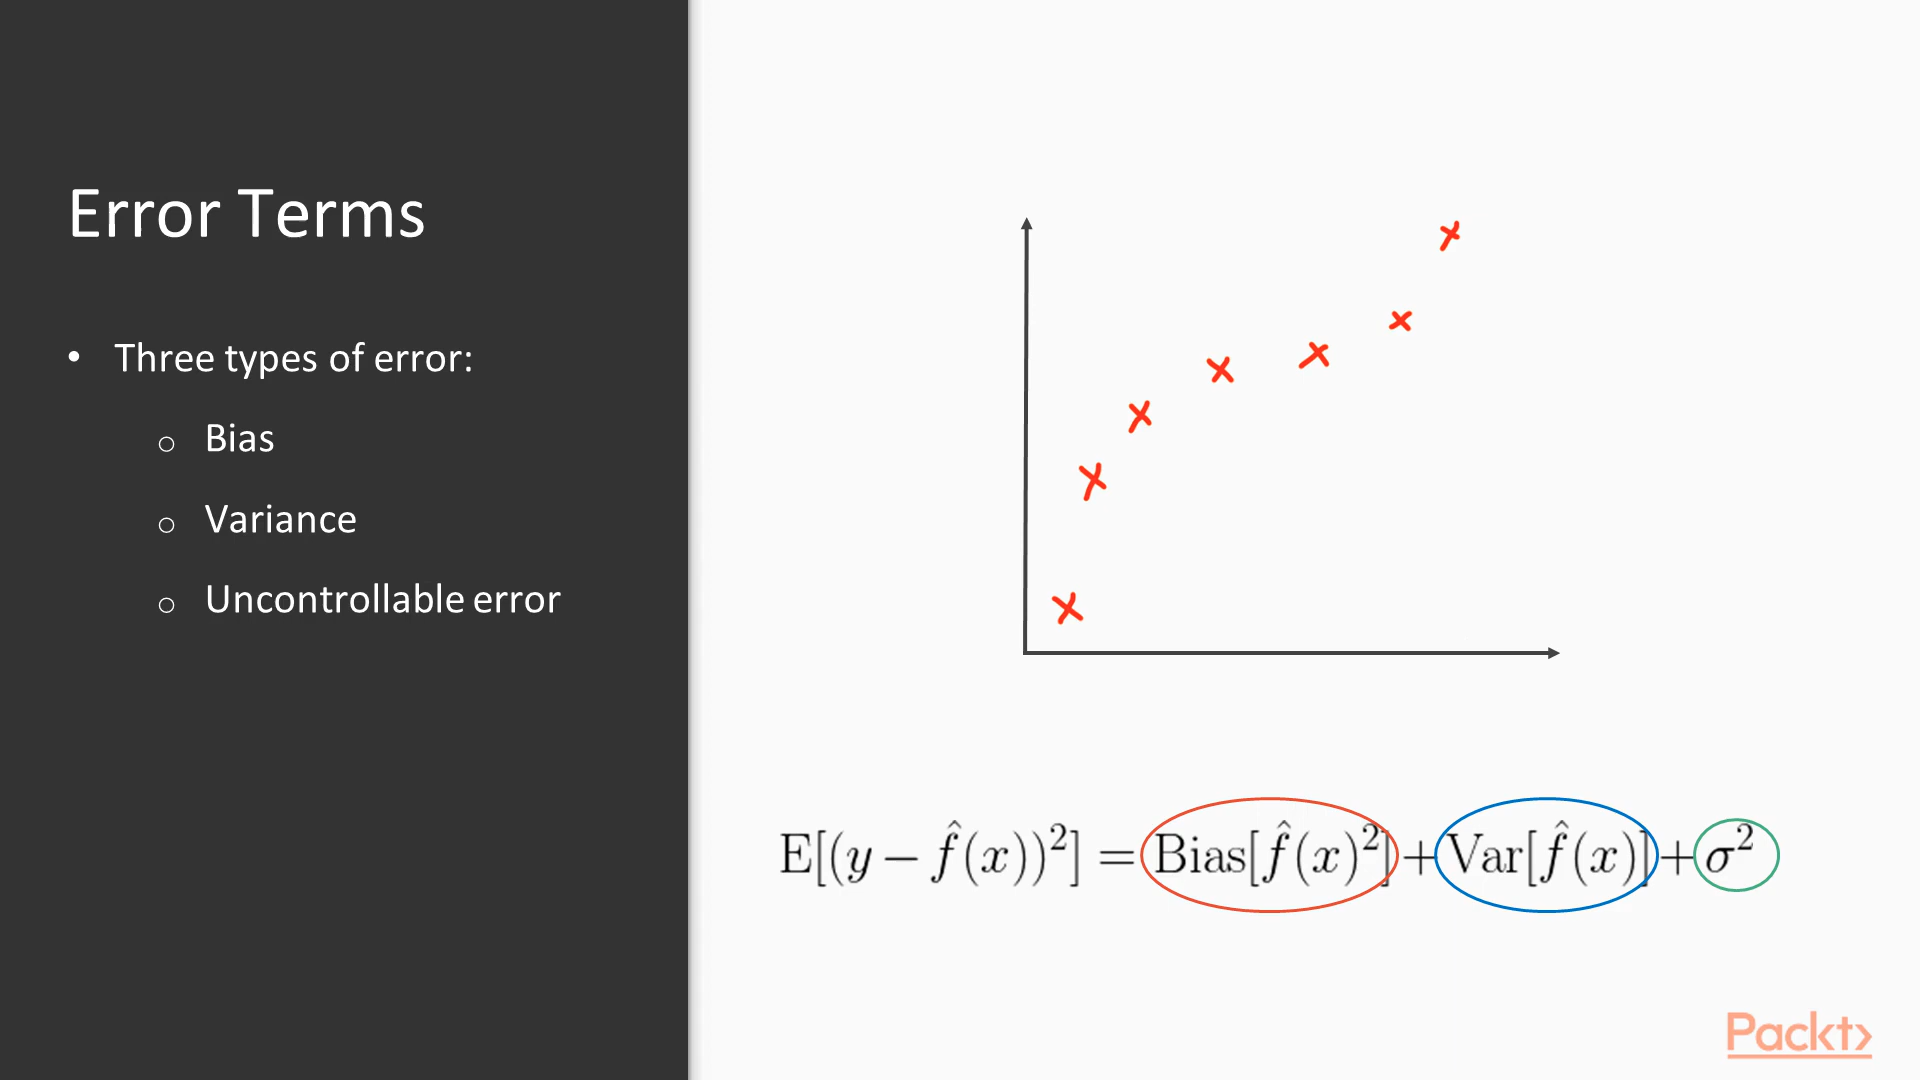 Error Terms
• Three types of error:
o Bias
o Variance
o Uncontrollable error
E[(y − f̂(x))²] = Bias[f̂(x)²] + Var[f̂(x)] + σ²
Packt>